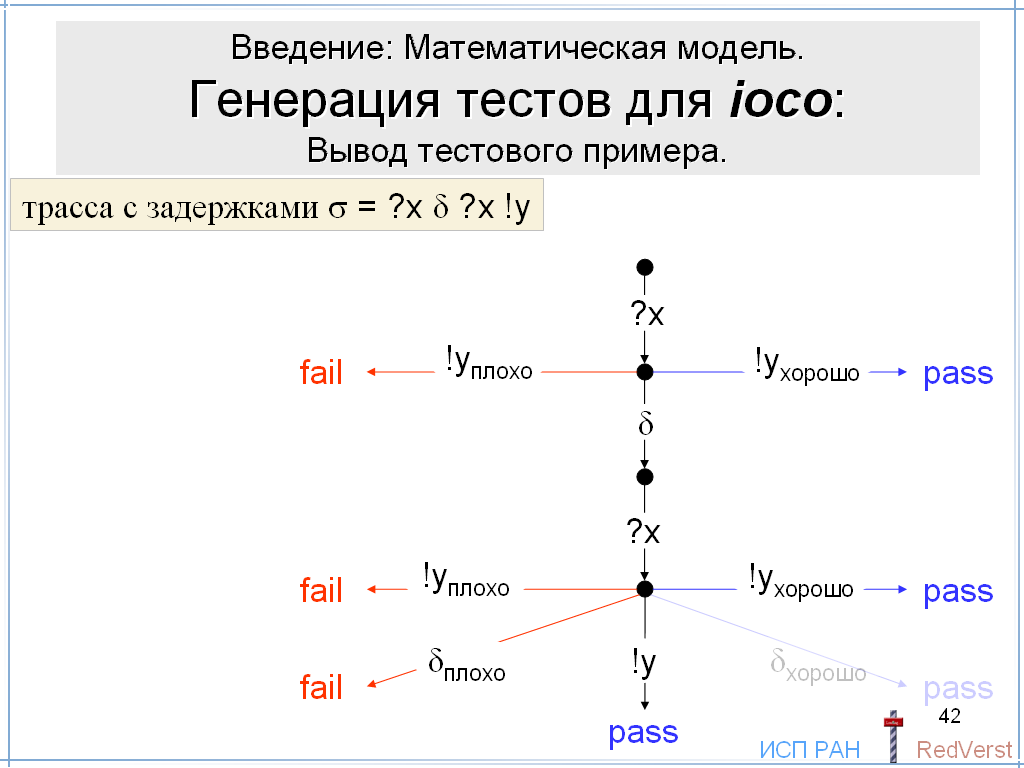 Введение: Математическая модель.
Генерация тестов для ioco:
Вывод тестового примера.
трасса с задержками σ = ?x δ ?x !y
?x
fail !yплохо !yхорошо pass
δ
?x
fail !yплохо !yхорошо pass
fail δплохо !y δхорошо pass
pass
42
ИСП РАН RedVerst